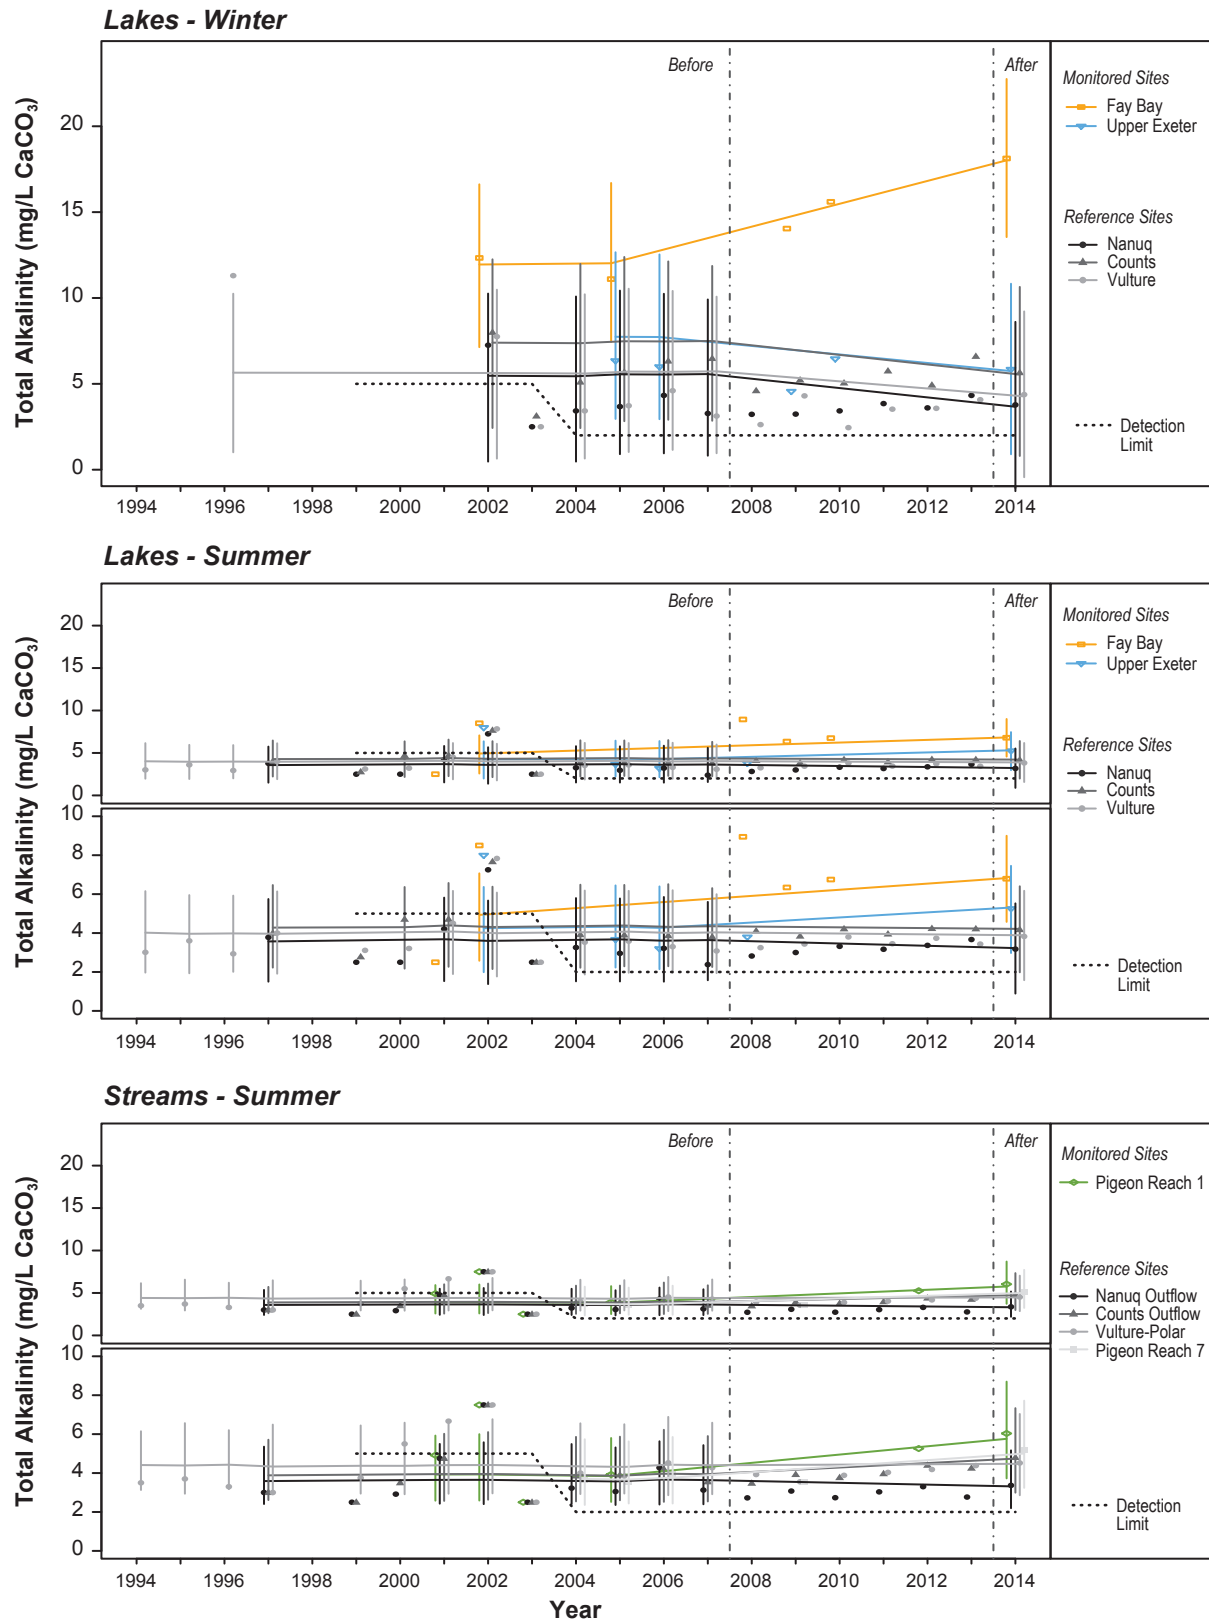 Lakes - Winter
Total Alkalinity (mg/L CaCO₃)
20
15
10
5
0
Before
After
Monitored Sites
Fay Bay
Upper Exeter
Reference Sites
Nanuq
Counts
Vulture
Detection
Limit
1994 1996 1998 2000 2002 2004 2006 2008 2010 2012 2014
Lakes - Summer
Total Alkalinity (mg/L CaCO₃)
20
15
10
5
0
Before
After
10
8
6
4
2
0
Monitored Sites
Fay Bay
Upper Exeter
Reference Sites
Nanuq
Counts
Vulture
Detection
Limit
1994 1996 1998 2000 2002 2004 2006 2008 2010 2012 2014
Streams - Summer
Total Alkalinity (mg/L CaCO₃)
20
15
10
5
0
Before
After
10
8
6
4
2
0
Monitored Sites
Pigeon Reach 1
Reference Sites
Nanuq Outflow
Counts Outflow
Vulture-Polar
Pigeon Reach 7
Detection
Limit
1994 1996 1998 2000 2002 2004 2006 2008 2010 2012 2014
Year